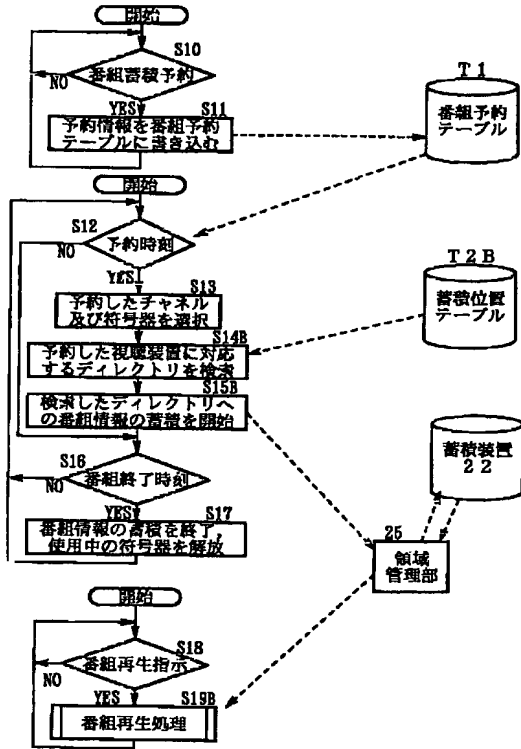 開始
S10
番組蓄積予約
NO
YES
S11
予約情報を番組予約
テーブルに書き込む
T1
番組予約
テーブル
開始
S12
予約時刻
NO
YES
S13
予約したチャネル
及び符号器を選択
T2B
蓄積位置
テーブル
S14B
予約した視聴装置に対応
するディレクトリを検索
S15B
検索したディレクトリへ
の番組情報の蓄積を開始
S16
番組終了時刻
NO
YES
S17
番組情報の蓄積を終了,
使用中の符号器を解放
蓄積装置
22
25
領域
管理部
開始
S18
番組再生指示
NO
YES
S19B
番組再生処理